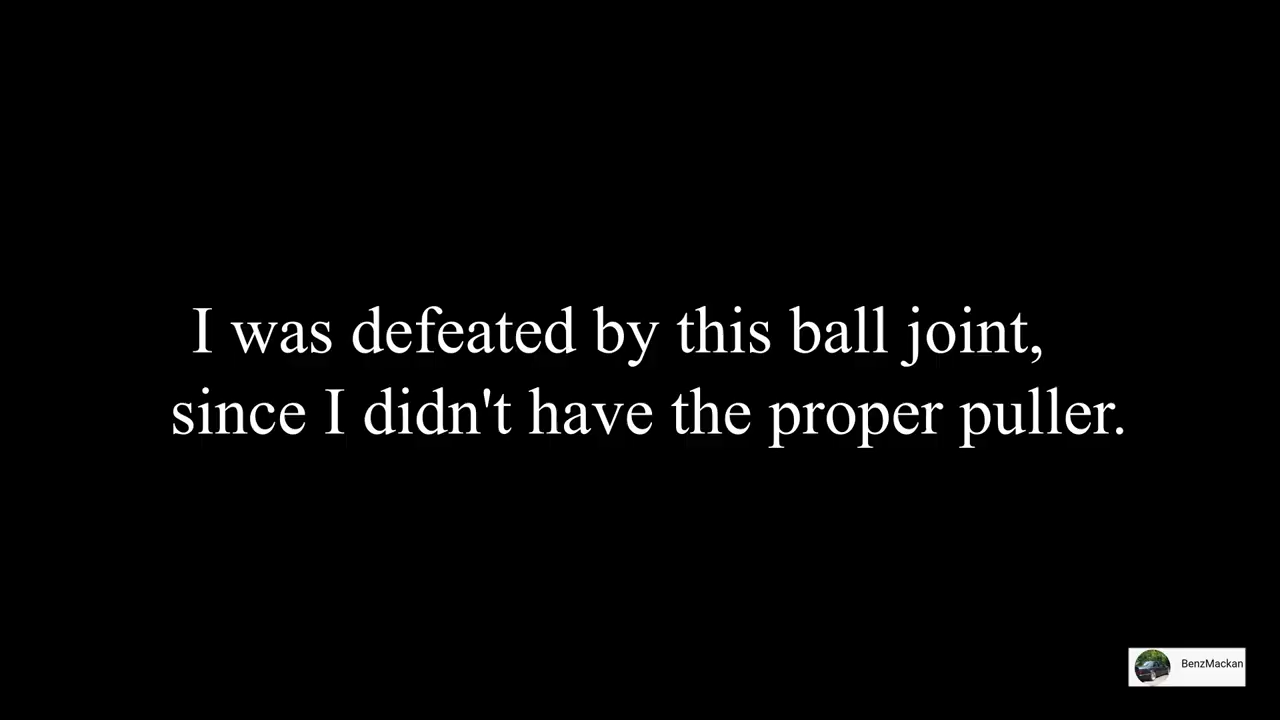 I was defeated by this ball joint,
since I didn't have the proper puller.
BenzMackan